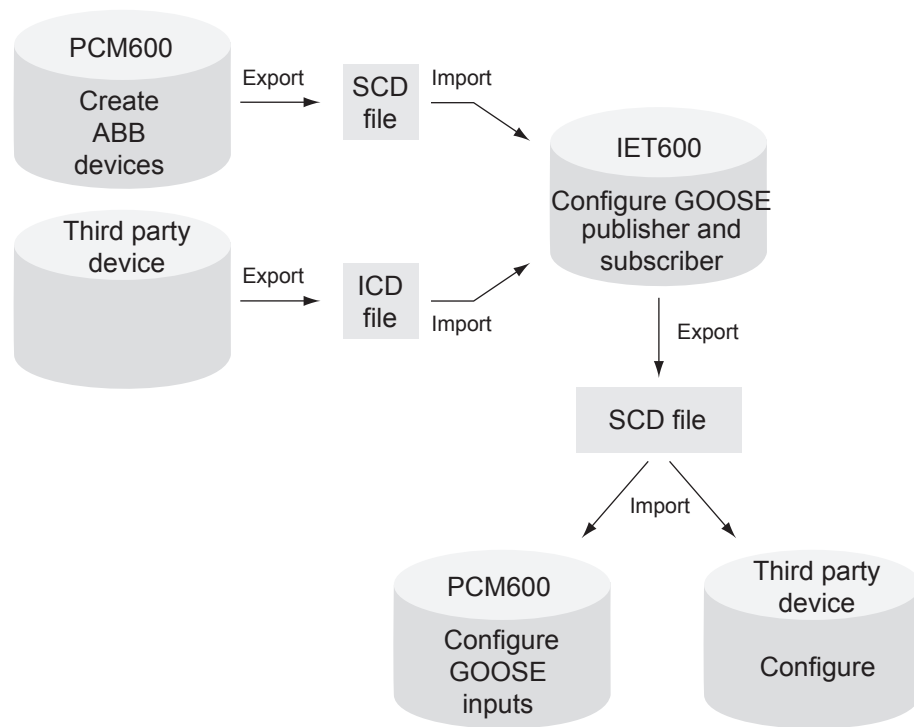 PCM600
Create
ABB
devices
Export
SCD
file
Import
Third party
device
Export
ICD
file
Import
IET600
Configure GOOSE
publisher and
subscriber
Export
SCD file
Import
PCM600
Configure
GOOSE
inputs
Third party
device
Configure